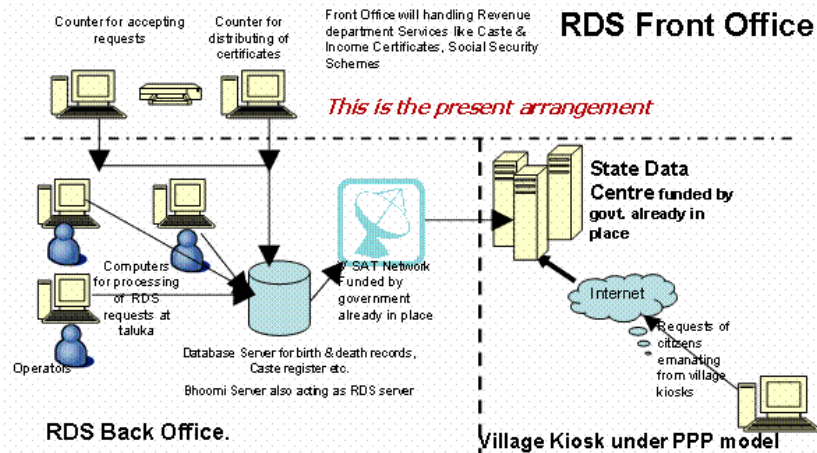 Counter for accepting
requests
Counter for
distributing of
certificates
Front Office will handling Revenue
department Services like Caste &
Income Certificates, Social Security
Schemes
RDS Front Office
This is the present arrangement
State Data
Centre funded by
govt. already in
place
Computers
for processing
of RDS
requests at
taluka
Operators
V SAT Network
Funded by
government
already in place
Internet
Requests of
citizens
emanating
from village
kiosks
Database Server for birth & death records,
Caste register etc.
Bhoomi Server also acting as RDS server
RDS Back Office.
Village Kiosk under PPP model